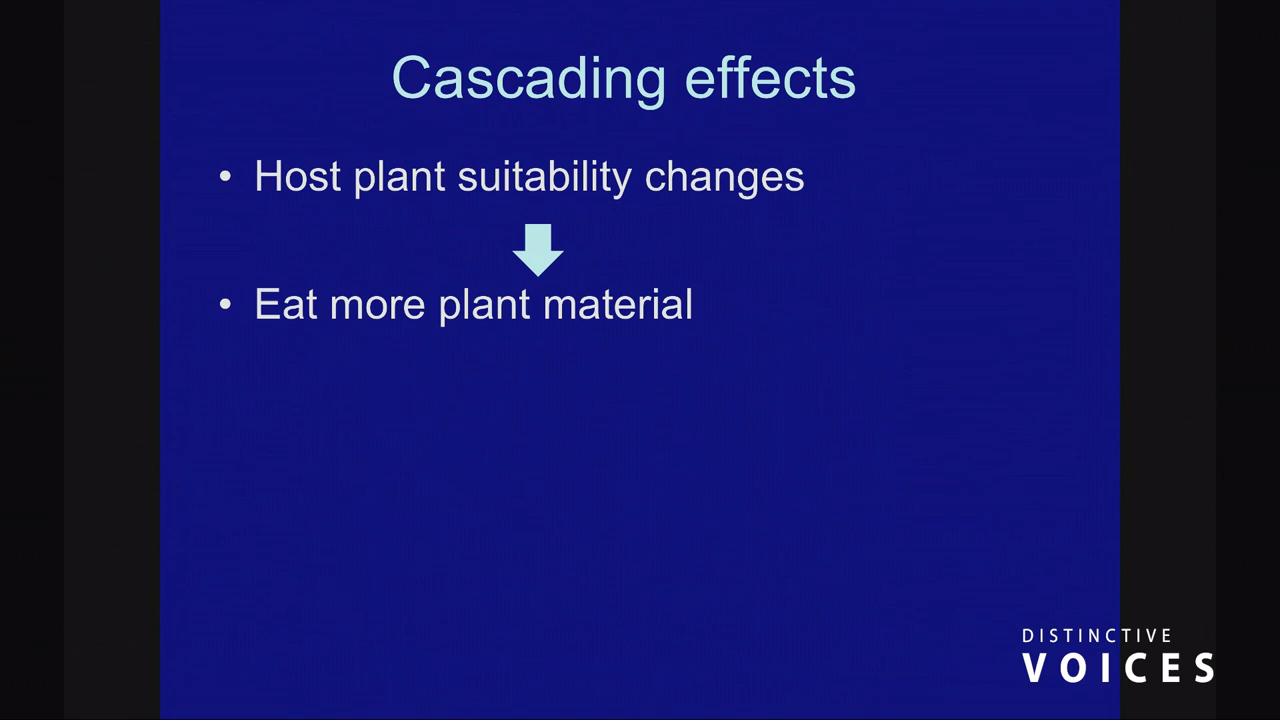 Cascading effects
• Host plant suitability changes
• Eat more plant material
DISTINCTIVE
VOICES